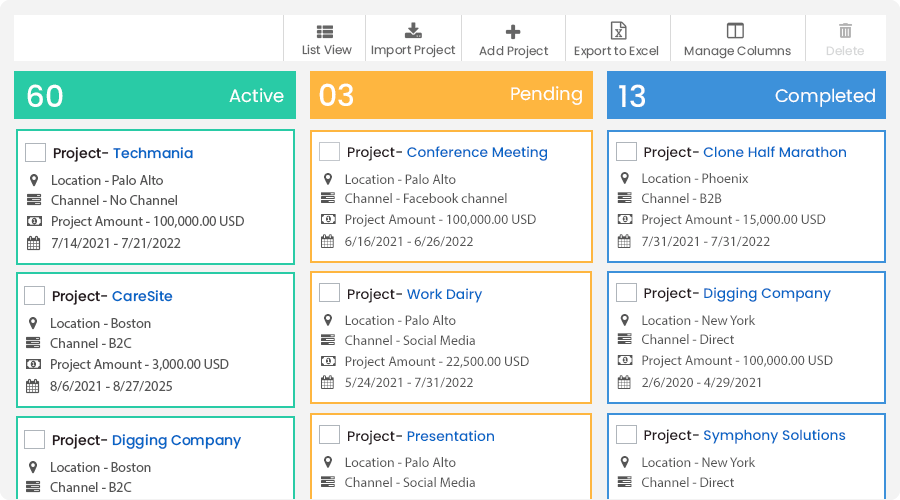 List View
Import Project
Add Project
Export to Excel
Manage Columns
Delete
60 Active
Project- Techmania
Location - Palo Alto
Channel - No Channel
Project Amount - 100,000.00 USD
7/14/2021 - 7/21/2022
Project- CareSite
Location - Boston
Channel - B2C
Project Amount - 3,000.00 USD
8/6/2021 - 8/27/2025
Project- Digging Company
Location - Boston
Channel - B2C
03 Pending
Project- Conference Meeting
Location - Palo Alto
Channel - Facebook channel
Project Amount - 100,000.00 USD
6/16/2021 - 6/26/2022
Project- Work Dairy
Location - Palo Alto
Channel - Social Media
Project Amount - 22,500.00 USD
5/24/2021 - 7/31/2022
Project- Presentation
Location - Palo Alto
Channel - Social Media
13 Completed
Project- Clone Half Marathon
Location - Phoenix
Channel - B2B
Project Amount - 15,000.00 USD
7/31/2021 - 7/31/2022
Project- Digging Company
Location - New York
Channel - Direct
Project Amount - 100,000.00 USD
2/6/2020 - 4/29/2021
Project- Symphony Solutions
Location - New York
Channel - Direct